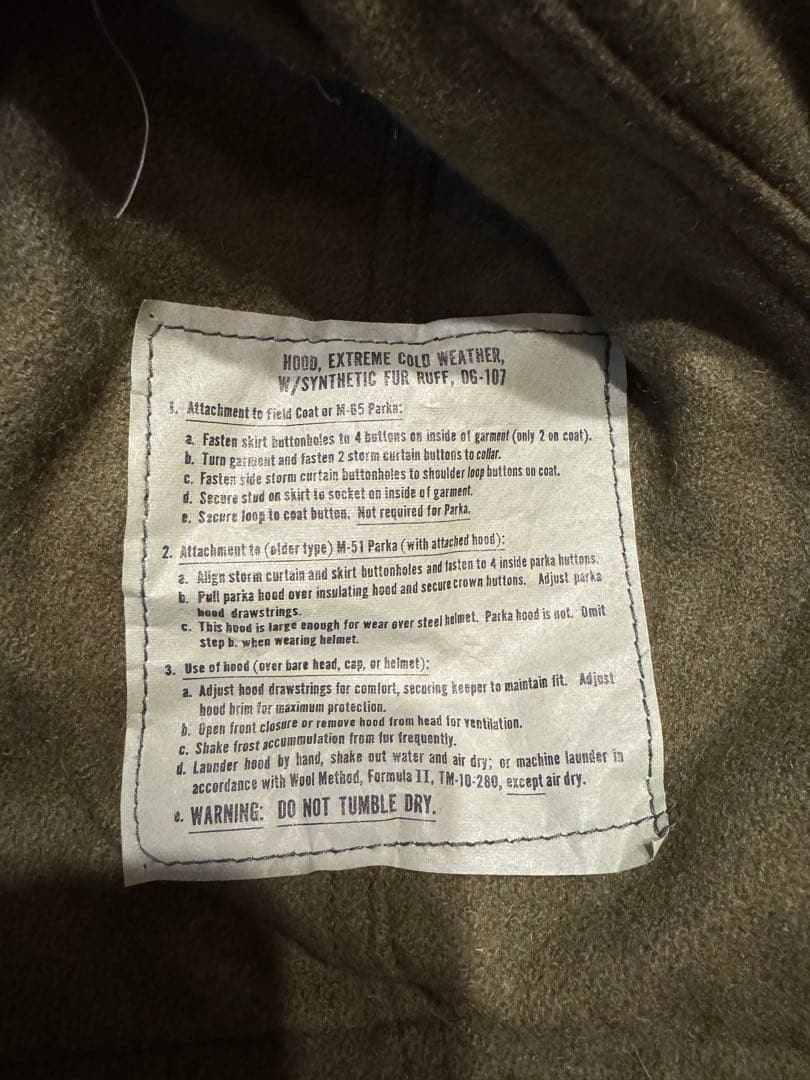 HOOD, EXTREME COLD WEATHER,
W/SYNTHETIC FUR RUFF, OG-107
1. Attachment to field Coat or M-65 Parka:
a. Fasten skirt buttonholes to 4 buttons on inside of garment (only 2 on coat).
b. Turn garment and fasten 2 storm curtain buttons to collar.
c. Fasten side storm curtain buttonholes to shoulder loop buttons on coat.
d. Secure stud on skirt to socket on inside of garment.
e. Secure loop to coat button. Not required for Parka.
2. Attachment to (older type) M-51 Parka (with attached hood):
a. Align storm curtain and skirt buttonholes and fasten to 4 inside parka buttons.
b. Pull parka hood over insulating hood and secure crown buttons. Adjust parka
hood drawstrings.
c. This hood is large enough for wear over steel helmet. Parka hood is not. Omit
step b. when wearing helmet.
3. Use of hood (over bare head, cap, or helmet):
a. Adjust hood drawstrings for comfort, securing keeper to maintain fit. Adjust
hood brim for maximum protection.
b. Open front closure or remove hood from head for ventilation.
c. Shake frost accummulation from fur frequently.
d. Launder hood by hand, shake out water and air dry; or machine launder in
accordance with Wool Method, Formula II, TM-10-280, except air dry.
e. WARNING: DO NOT TUMBLE DRY.